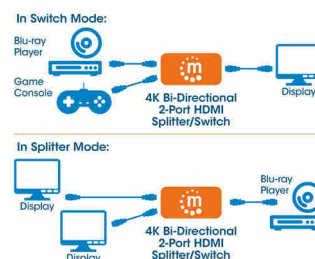 In Switch Mode:
Blu-ray
Player
Game
Console
4K Bi-Directional
2-Port HDMI
Splitter/Switch
Display
In Splitter Mode:
Display
Display
4K Bi-Directional
2-Port HDMI
Splitter/Switch
Blu-ray
Player